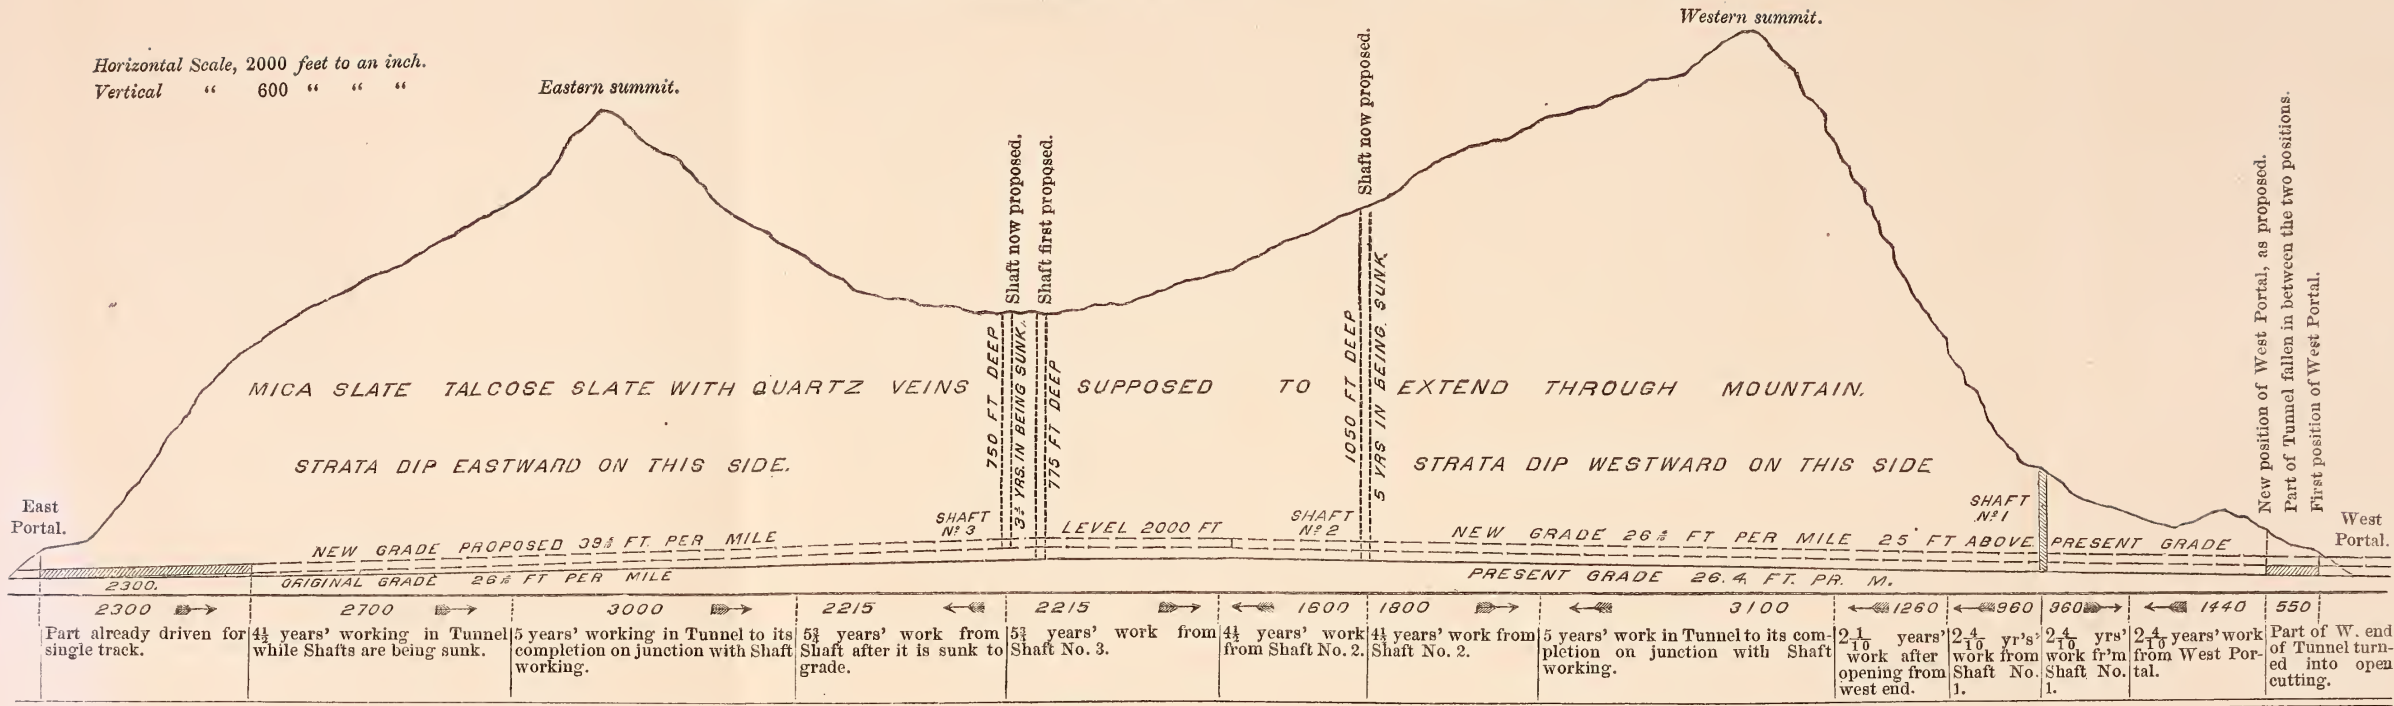 Western summit.
Horizontal Scale, 2000 feet to an inch.
Vertical “ 600 “ “ “
Eastern summit.
Shaft now proposed.
Shaft first proposed.
Shaft now proposed.
New position of West Portal, as proposed.
Part of Tunnel fallen in between the two positions.
First position of West Portal.
750 FT DEEP
YRS. IN BEING SUNK.
775 FT DEEP
1050 FT DEEP
5 YRS IN BEING SUNK.
MICA SLATE TALCOSE SLATE WITH QUARTZ VEINS SUPPOSED TO EXTEND THROUGH MOUNTAIN.
STRATA DIP EASTWARD ON THIS SIDE.
STRATA DIP WESTWARD ON THIS SIDE
East
Portal.
SHAFT
Nº 3
SHAFT
Nº 2
SHAFT
Nº 1
West
Portal.
LEVEL 2000 FT
NEW GRADE PROPOSED FT. PER MILE
NEW GRADE FT PER MILE 25 FT ABOVE PRESENT GRADE
2300.
ORIGINAL GRADE FT PER MILE
PRESENT GRADE 26.4 FT. PR. M.
2300 2700 3000 2215 2215 1600 1800 3100 1260 960 960 1440 550
Part already driven for
single track.
4½ years' working in Tunnel
while Shafts are being sunk.
5 years' working in Tunnel to its
completion on junction with Shaft
working.
5¾ years' work from
Shaft after it is sunk to
grade.
5¾ years' work from
Shaft No. 3.
4½ years' work
from Shaft No. 2.
4½ years' work from
Shaft No. 2.
5 years' work in Tunnel to its com-
pletion on junction with Shaft
working.
2 1/10 years'
work after
opening from
west end.
2 4/10 yr's'
work from
Shaft No.
1.
2 4/10 yrs'
work fr'm
Shaft No.
1.
2 4/10 years' work
from West Por-
tal.
Part of W. end
of Tunnel turn-
ed into open
cutting.